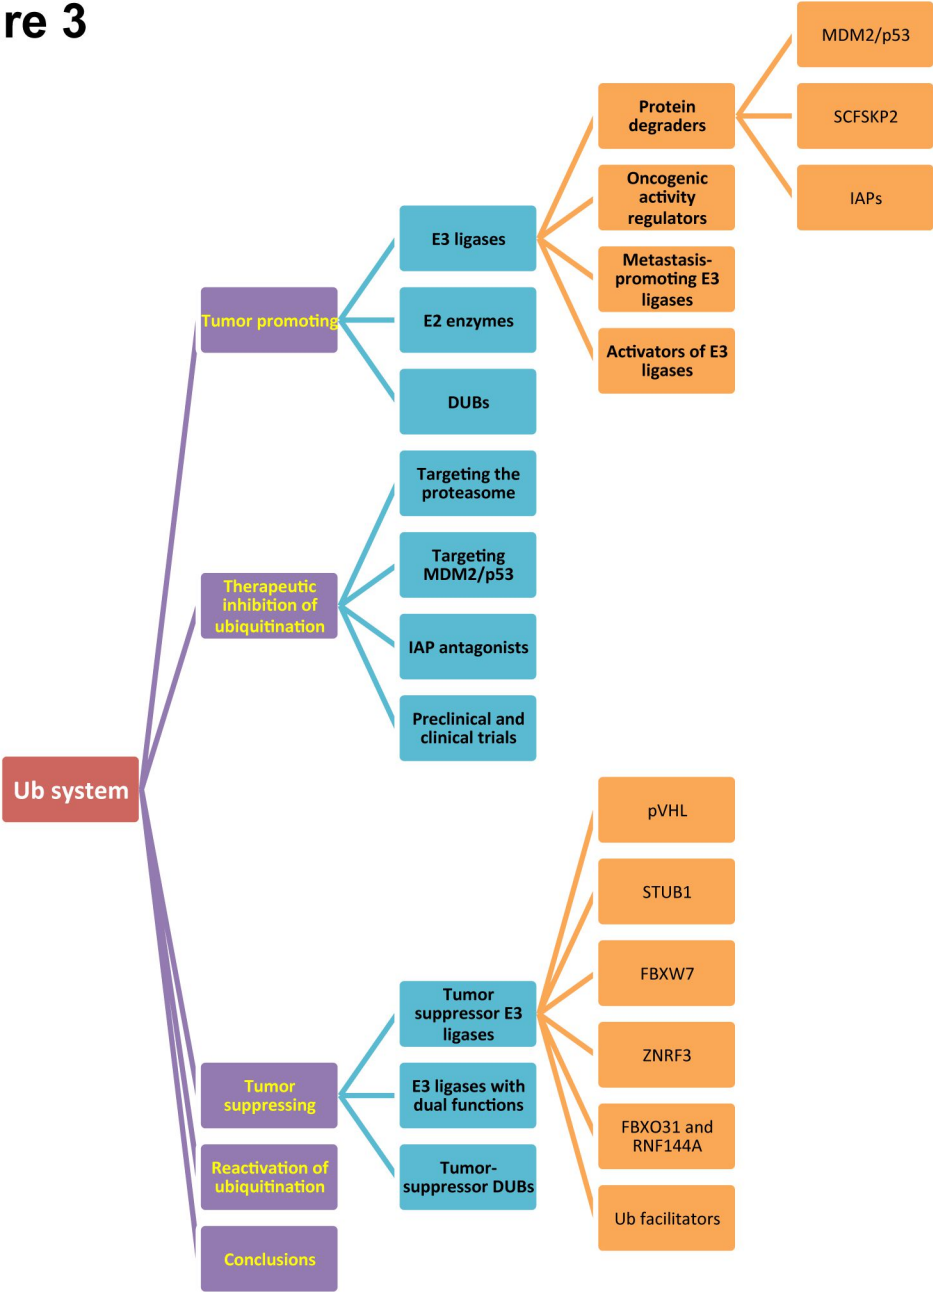 re 3
MDM2/p53
Protein
degraders
SCFSKP2
Oncogenic
activity
regulators
IAPs
E3 ligases
Metastasis-
promoting E3
ligases
Tumor promoting
E2 enzymes
Activators of E3
ligases
DUBs
Targeting the
proteasome
Targeting
MDM2/p53
Therapeutic
inhibition of
ubiquitination
IAP antagonists
Preclinical and
clinical trials
Ub system
pVHL
STUB1
FBXW7
Tumor
suppressor E3
ligases
ZNRF3
Tumor
suppressing
E3 ligases with
dual functions
FBXO31 and
RNF144A
Reactivation of
ubiquitination
Tumor-
suppressor DUBs
Ub facilitators
Conclusions